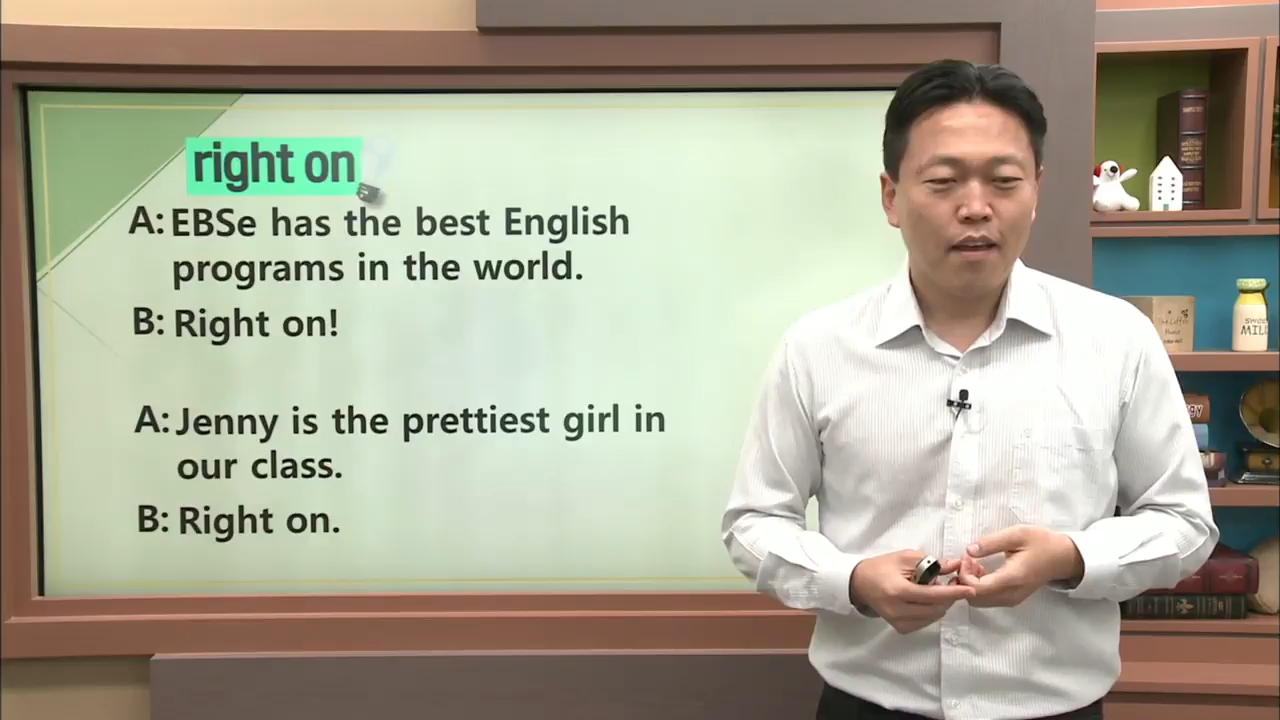 right on
A: EBSe has the best English
programs in the world.
B: Right on!
A: Jenny is the prettiest girl in
our class.
B: Right on.
MILK